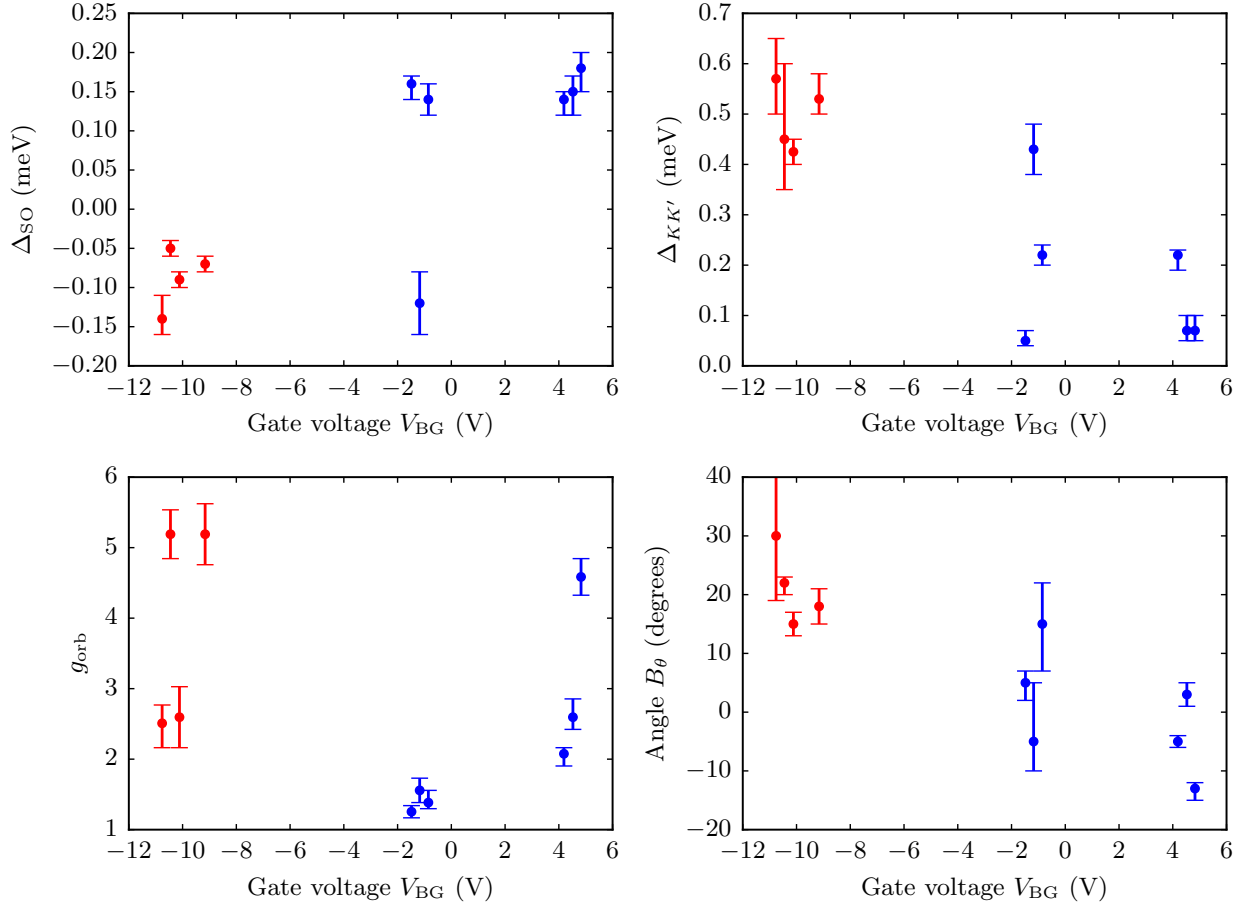 0.25
0.20
0.15
0.10
0.05
0.00
−0.05
−0.10
−0.15
−0.20
Δ_SO (meV)
−12 −10 −8 −6 −4 −2 0 2 4 6
Gate voltage V_BG (V)
0.7
0.6
0.5
0.4
0.3
0.2
0.1
0.0
Δ_KK′ (meV)
−12 −10 −8 −6 −4 −2 0 2 4 6
Gate voltage V_BG (V)
6
5
4
3
2
1
g_orb
−12 −10 −8 −6 −4 −2 0 2 4 6
Gate voltage V_BG (V)
40
30
20
10
0
−10
−20
Angle B_θ (degrees)
−12 −10 −8 −6 −4 −2 0 2 4 6
Gate voltage V_BG (V)